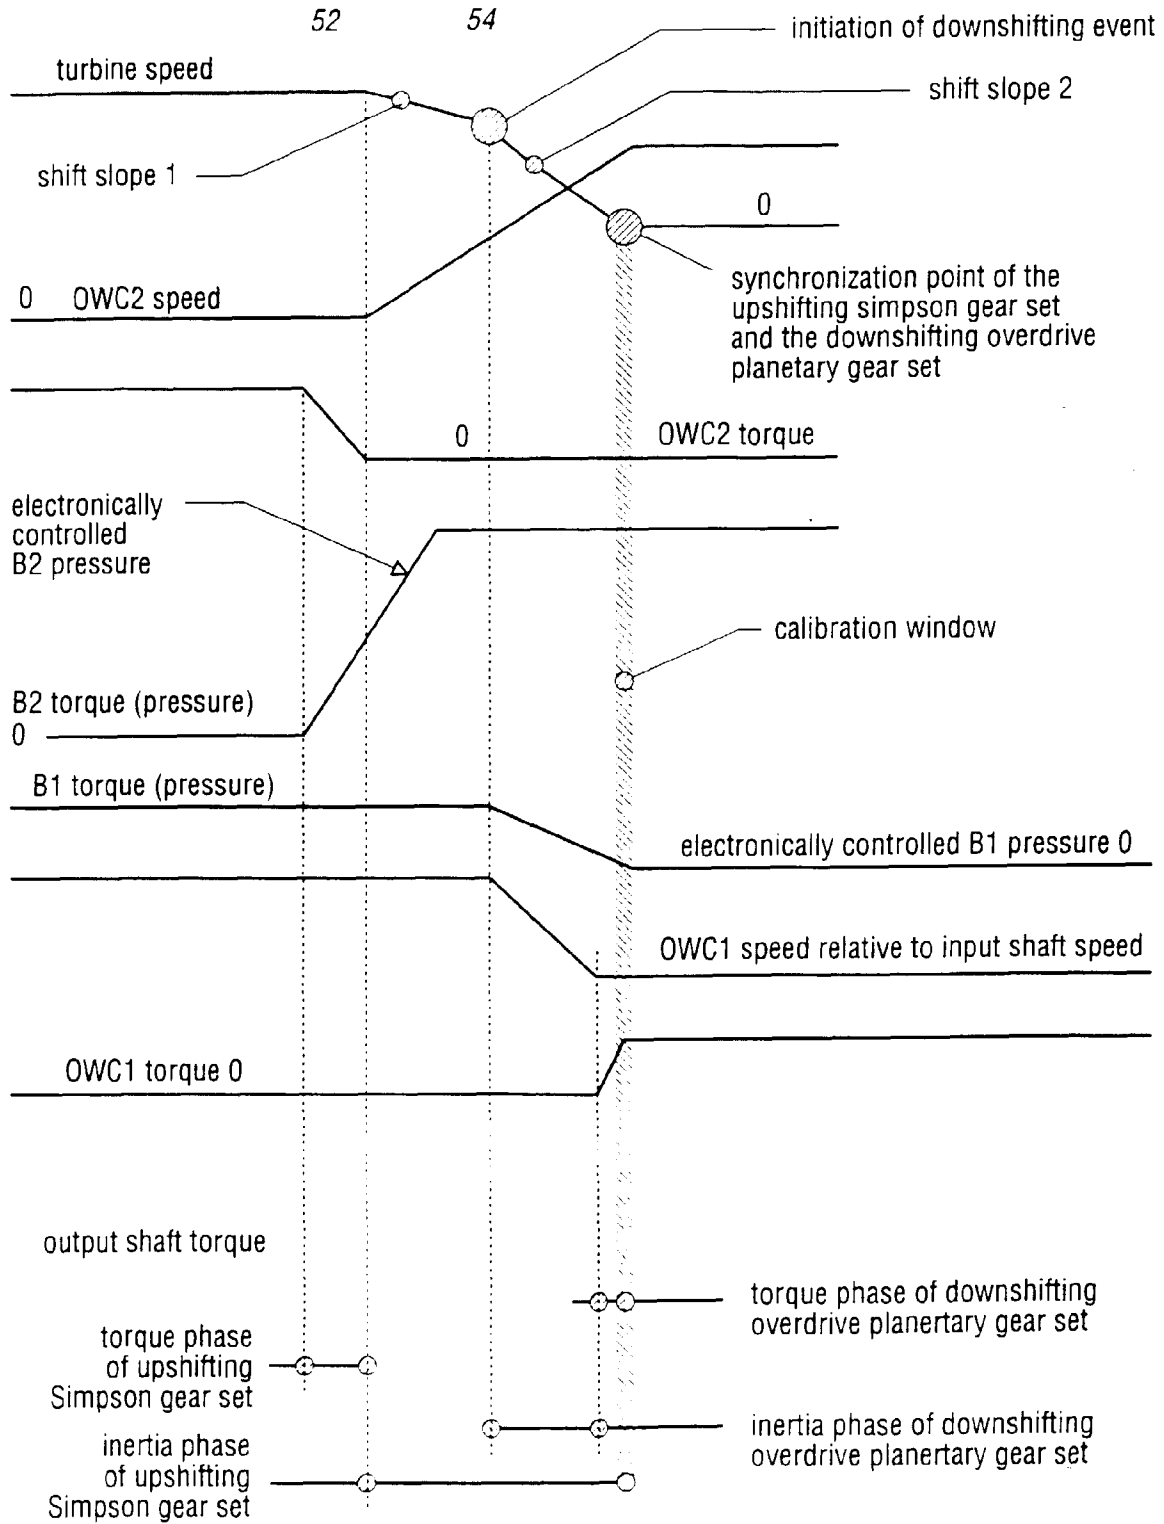 52
54
initiation of downshifting event
turbine speed
shift slope 2
shift slope 1
0
0 OWC2 speed
synchronization point of the
upshifting simpson gear set
and the downshifting overdrive
planetary gear set
0
OWC2 torque
electronically
controlled
B2 pressure
calibration window
B2 torque (pressure)
0
B1 torque (pressure)
electronically controlled B1 pressure 0
OWC1 speed relative to input shaft speed
OWC1 torque 0
output shaft torque
torque phase of downshifting
overdrive planertary gear set
torque phase
of upshifting
Simpson gear set
inertia phase of downshifting
overdrive planertary gear set
inertia phase
of upshifting
Simpson gear set